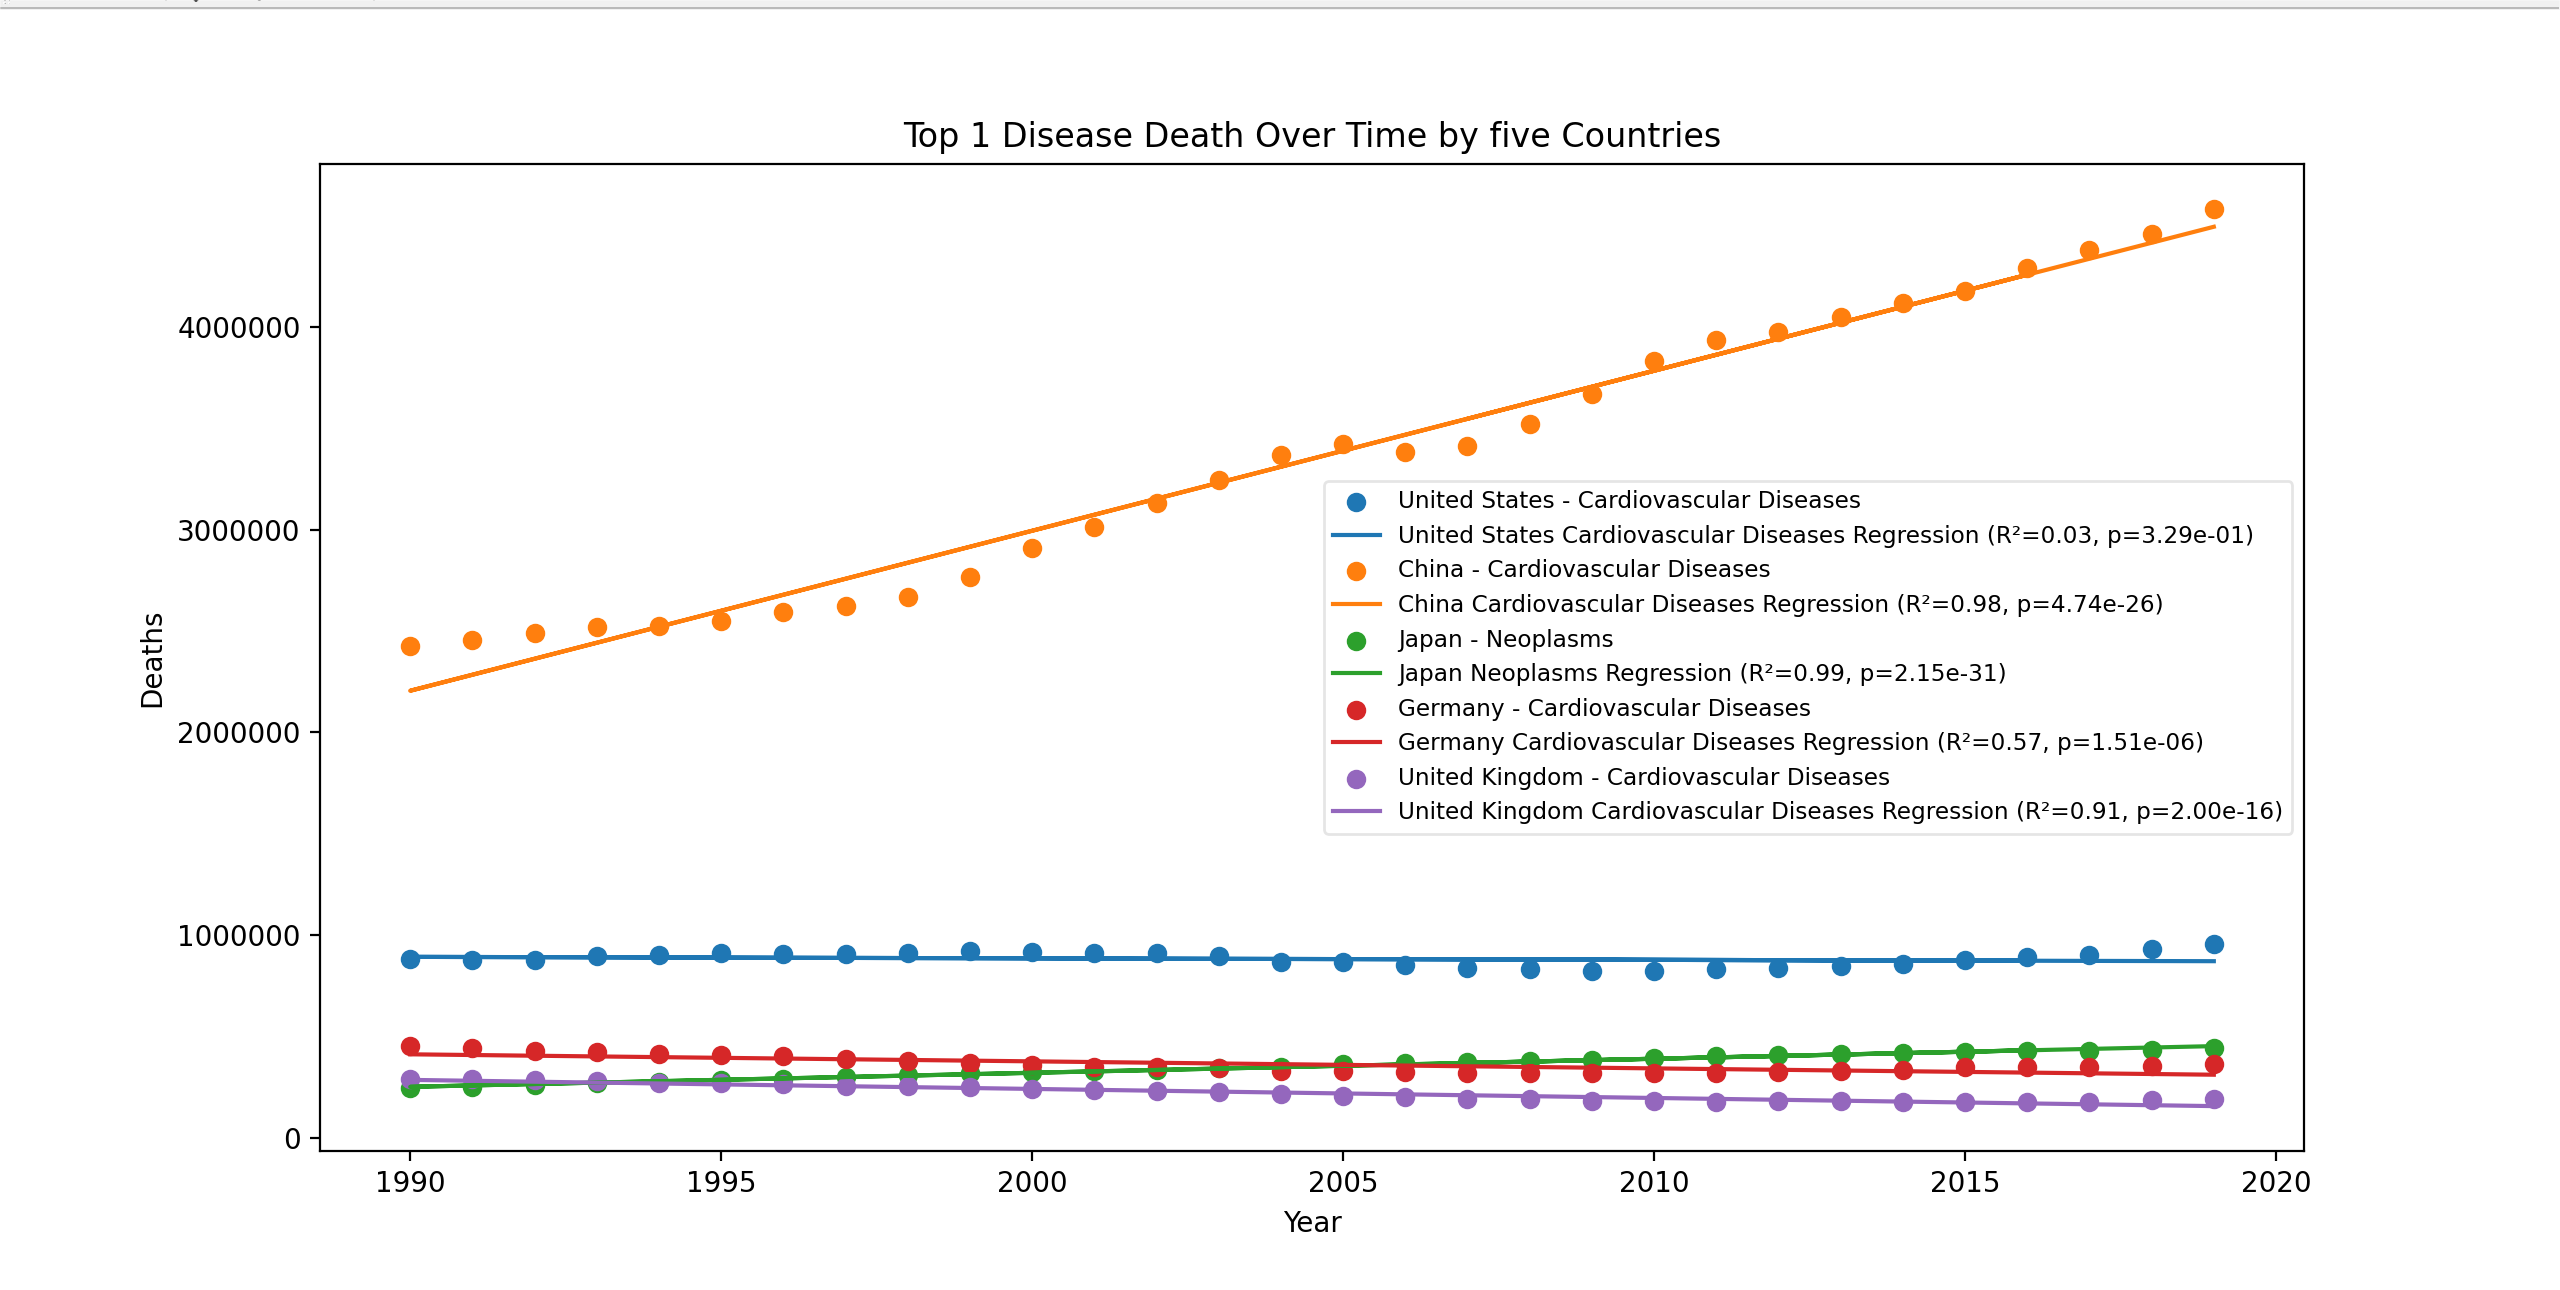 Top 1 Disease Death Over Time by five Countries
4000000
3000000
2000000
1000000
0
Deaths
United States - Cardiovascular Diseases
United States Cardiovascular Diseases Regression (R²=0.03, p=3.29e-01)
China - Cardiovascular Diseases
China Cardiovascular Diseases Regression (R²=0.98, p=4.74e-26)
Japan - Neoplasms
Japan Neoplasms Regression (R²=0.99, p=2.15e-31)
Germany - Cardiovascular Diseases
Germany Cardiovascular Diseases Regression (R²=0.57, p=1.51e-06)
United Kingdom - Cardiovascular Diseases
United Kingdom Cardiovascular Diseases Regression (R²=0.91, p=2.00e-16)
1990 1995 2000 2005 2010 2015 2020
Year